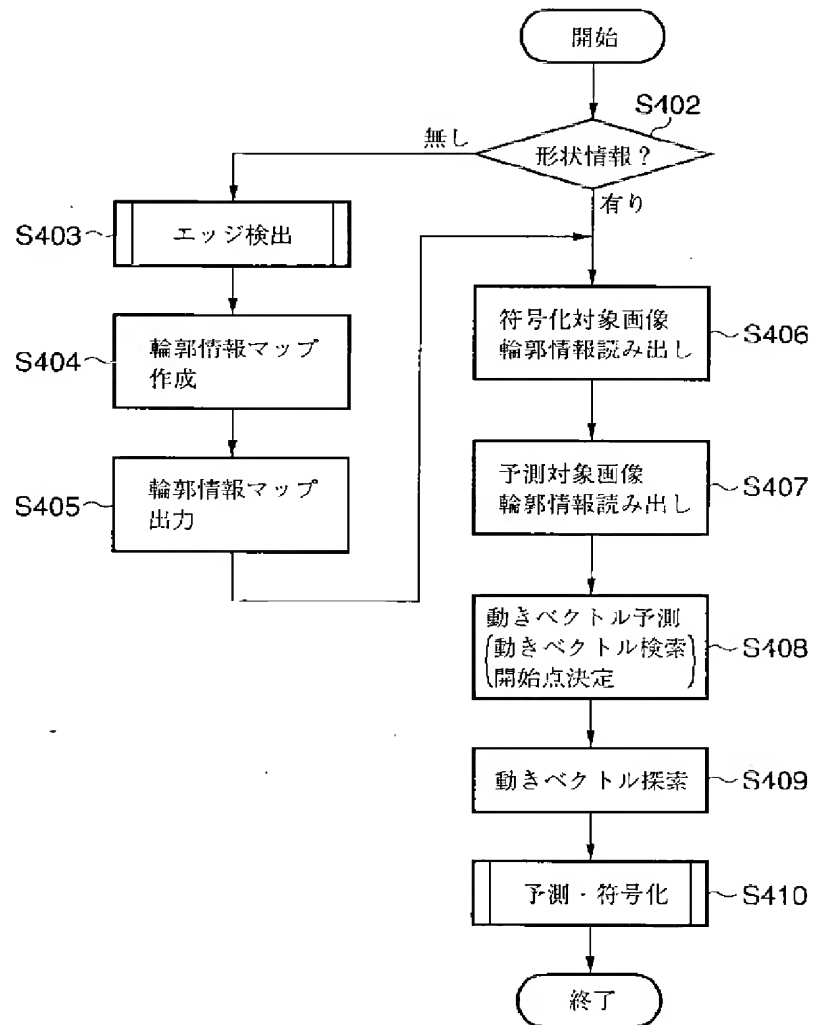 開始
S402
形状情報?
無し
有り
S403
エッジ検出
S404
輪郭情報マップ
作成
S405
輪郭情報マップ
出力
符号化対象画像
輪郭情報読み出し
S406
予測対象画像
輪郭情報読み出し
S407
動きベクトル予測
(動きベクトル検索
開始点決定)
S408
動きベクトル探索
S409
予測・符号化
S410
終了